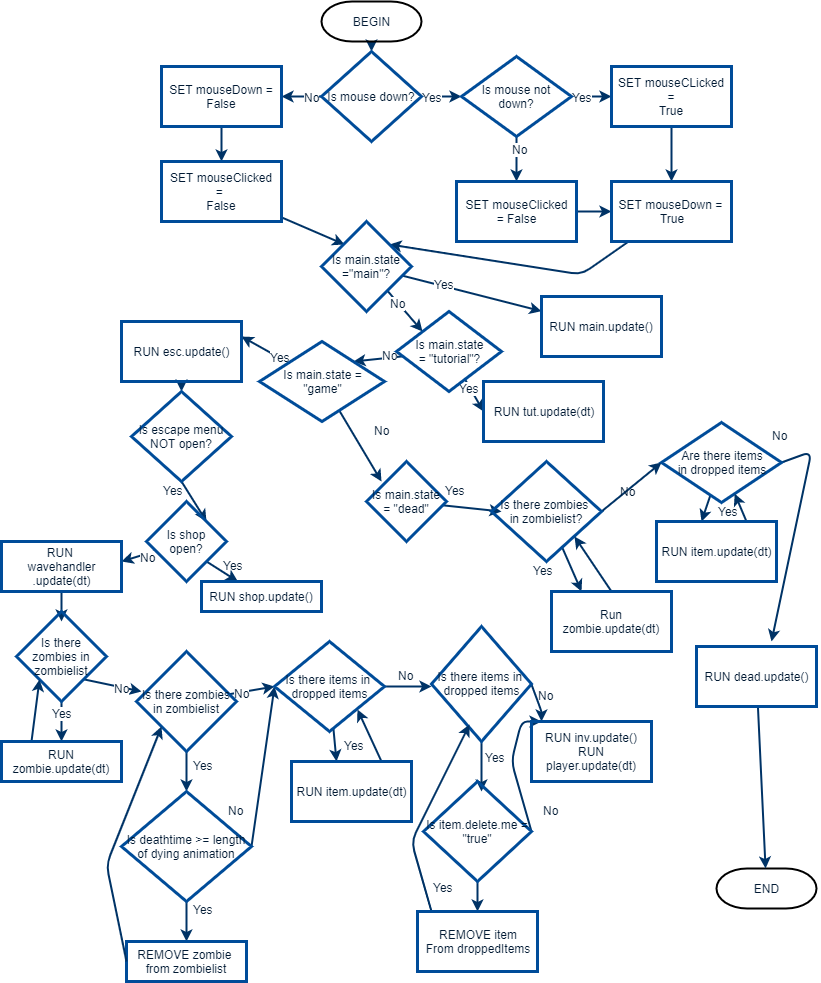 BEGIN
Is mouse down?
No
Yes
SET mouseDown =
False
Is mouse not
down?
Yes
No
SET mouseCLicked
=
True
SET mouseClicked
=
False
SET mouseClicked
= False
SET mouseDown =
True
Is main.state
="main"?
Yes
No
RUN main.update()
Is main.state
= "tutorial"?
No
Yes
RUN tut.update(dt)
Is main.state =
"game"
Yes
No
RUN esc.update()
Is escape menu
NOT open?
Yes
Is main.state
= "dead"
Yes
Is there zombies
in zombielist?
No
Yes
Run
zombie.update(dt)
Are there items
in dropped items
No
Yes
RUN item.update(dt)
Is shop
open?
No
Yes
RUN shop.update()
RUN
wavehandler
.update(dt)
Is there
zombies in
zombielist
No
Yes
RUN
zombie.update(dt)
Is there zombies
in zombielist
No
Yes
Is there items in
dropped items
No
Yes
RUN item.update(dt)
Is there items in
dropped items
No
Yes
RUN inv.update()
RUN
player.update(dt)
RUN dead.update()
Is deathtime >= length
of dying animation
No
Yes
REMOVE zombie
from zombielist
Is item.delete.me =
"true"
No
Yes
REMOVE item
From droppedItems
END